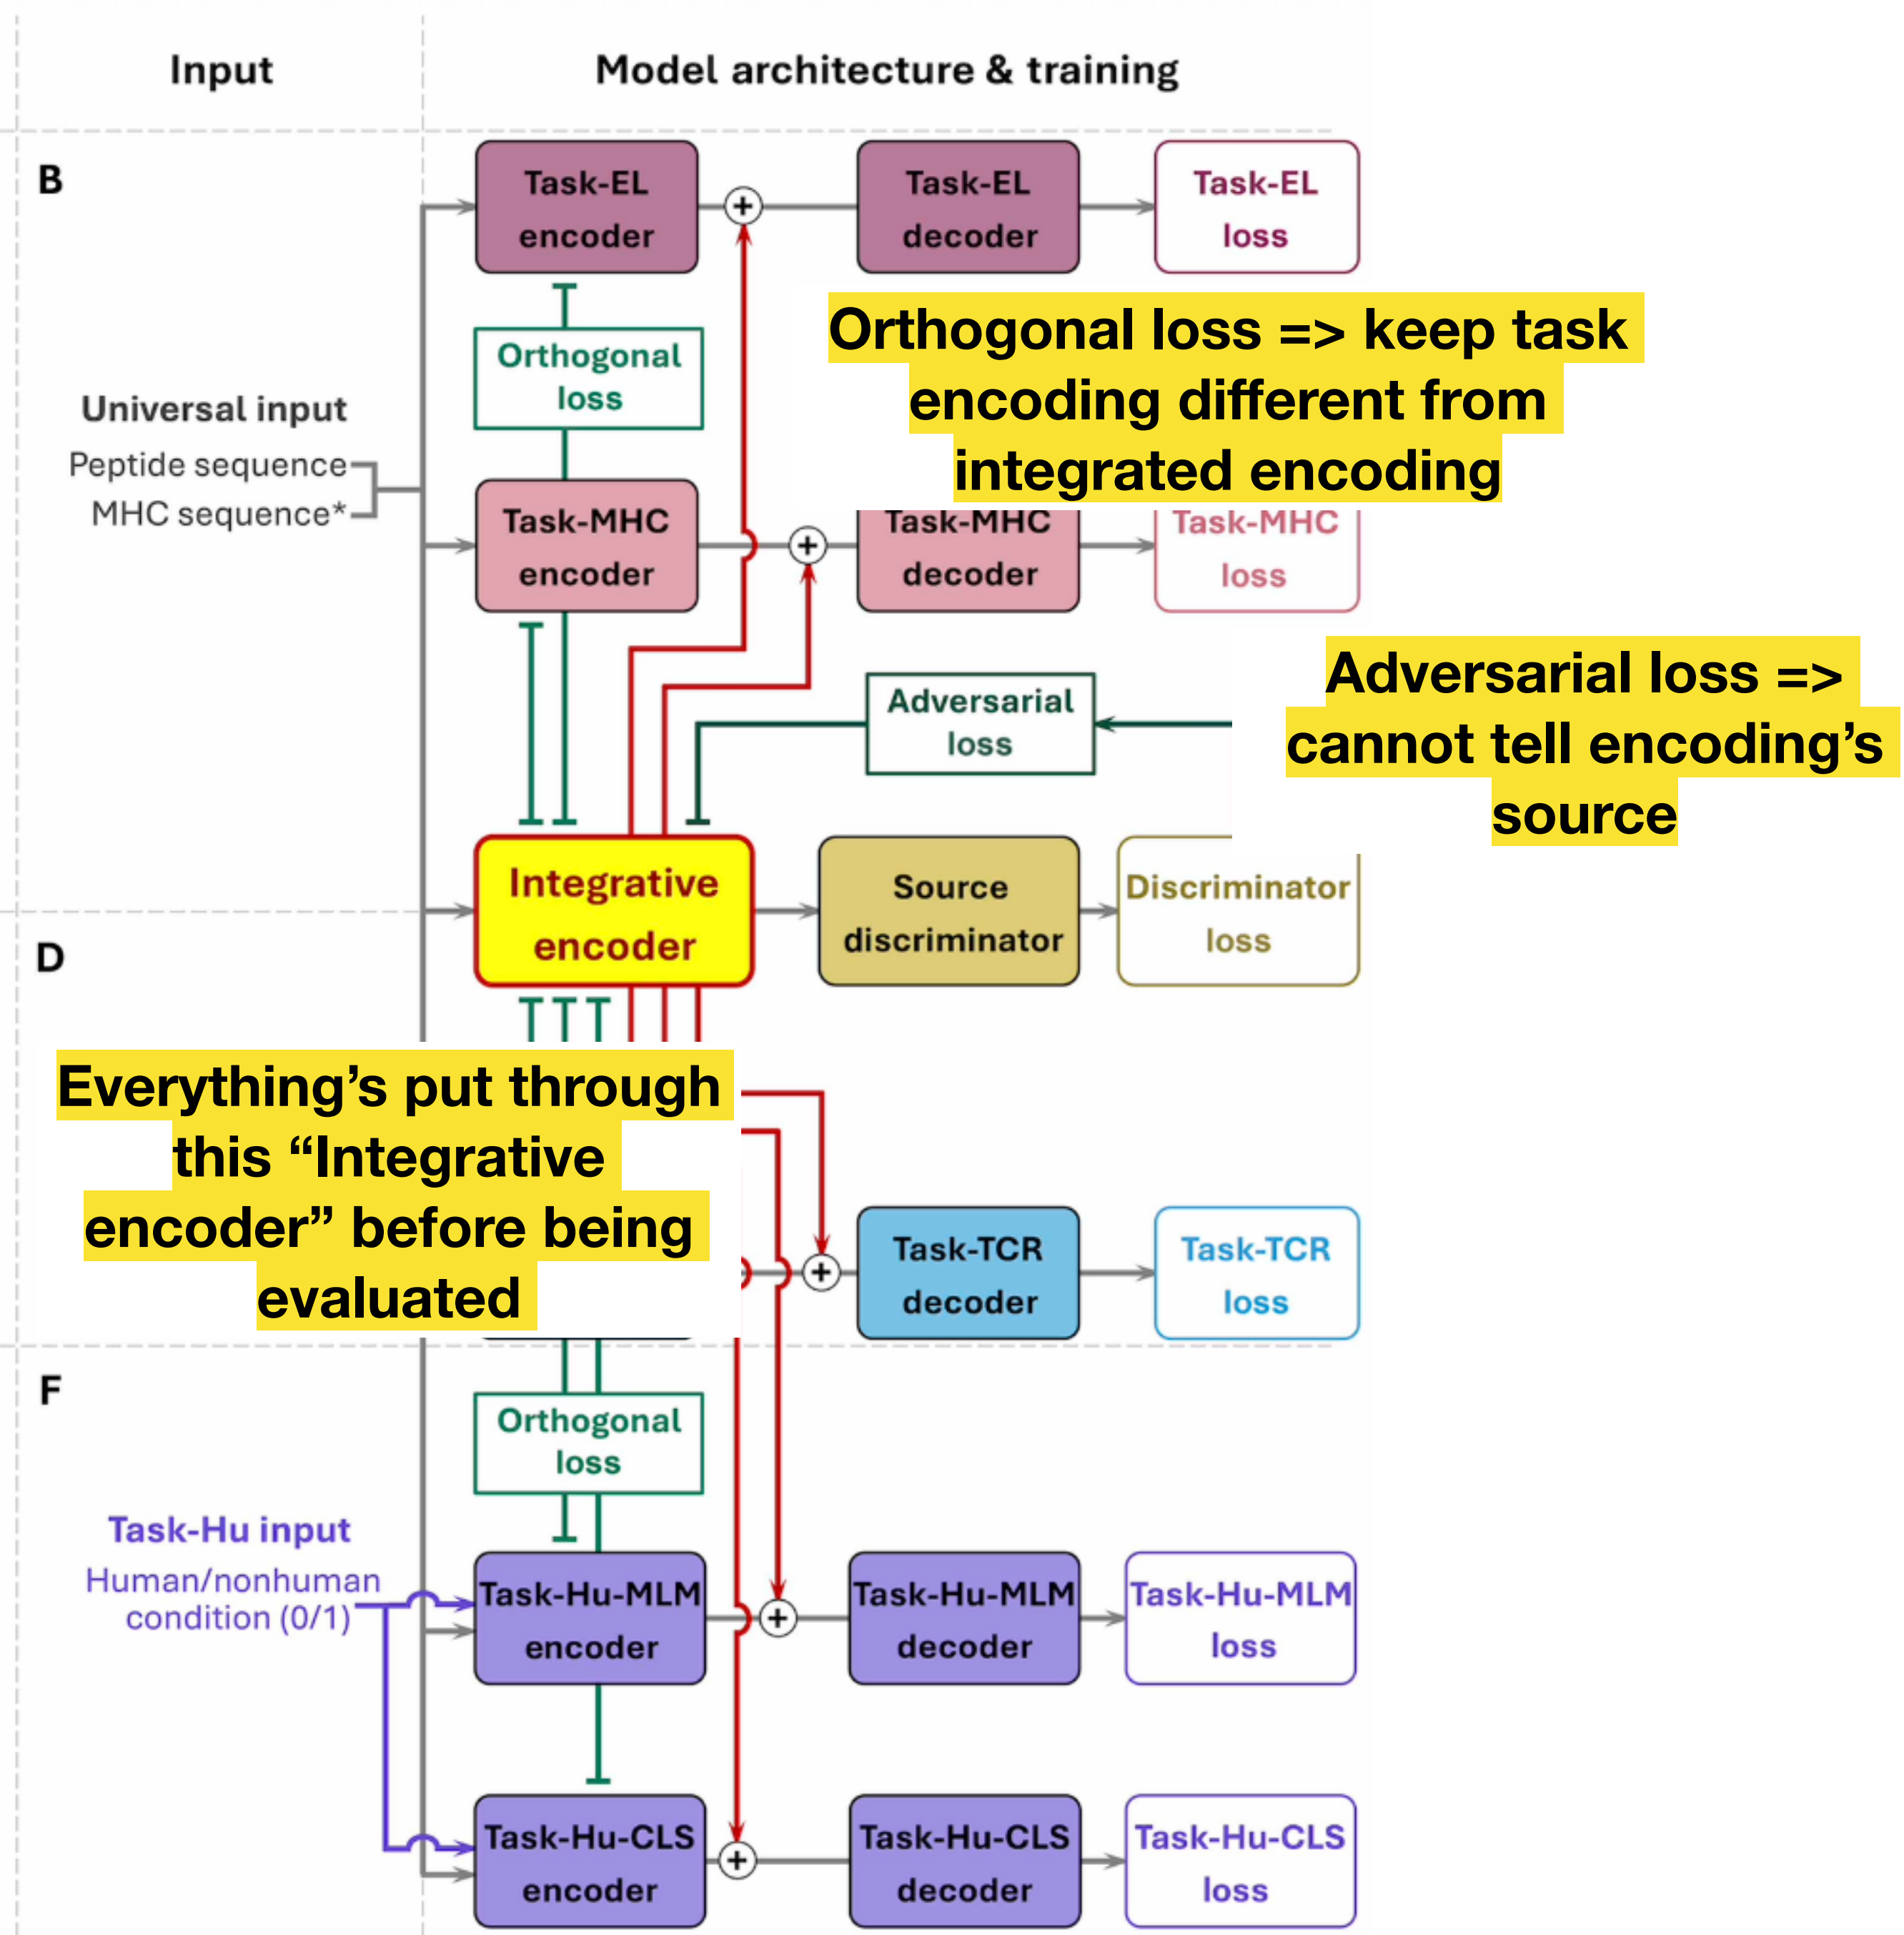 Input
Model architecture & training
B
Task-EL
encoder
Task-EL
decoder
Task-EL
loss
Orthogonal
loss
Orthogonal loss => keep task
encoding different from
integrated encoding
Universal input
Peptide sequence
MHC sequence*
Task-MHC
encoder
Task-MHC
decoder
Task-MHC
loss
Adversarial
loss
Adversarial loss =>
cannot tell encoding’s
source
Integrative
encoder
Source
discriminator
Discriminator
loss
D
Everything’s put through
this “Integrative
encoder” before being
evaluated
Task-TCR
decoder
Task-TCR
loss
F
Orthogonal
loss
Task-Hu input
Human/nonhuman
condition (0/1)
Task-Hu-MLM
encoder
Task-Hu-MLM
decoder
Task-Hu-MLM
loss
Task-Hu-CLS
encoder
Task-Hu-CLS
decoder
Task-Hu-CLS
loss